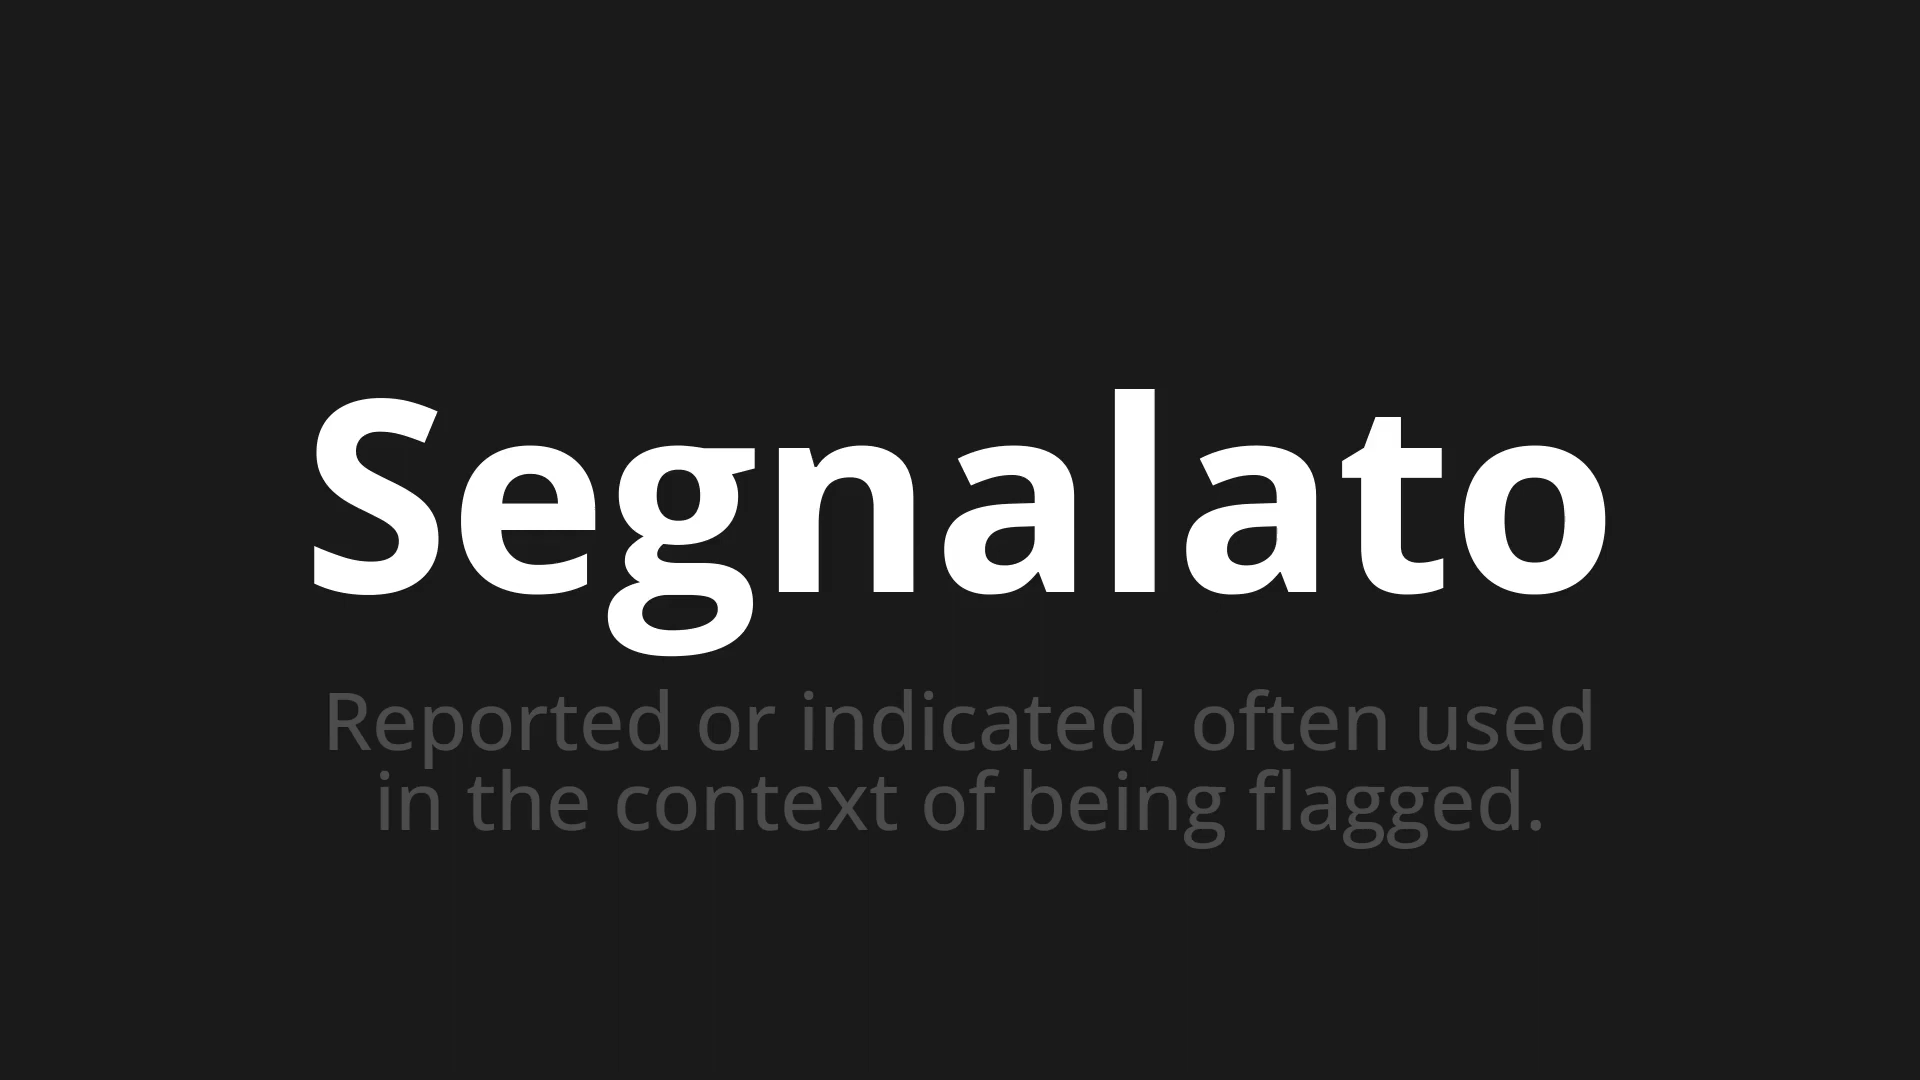 Segnalato
Reported or indicated, often used
in the context of being flagged.